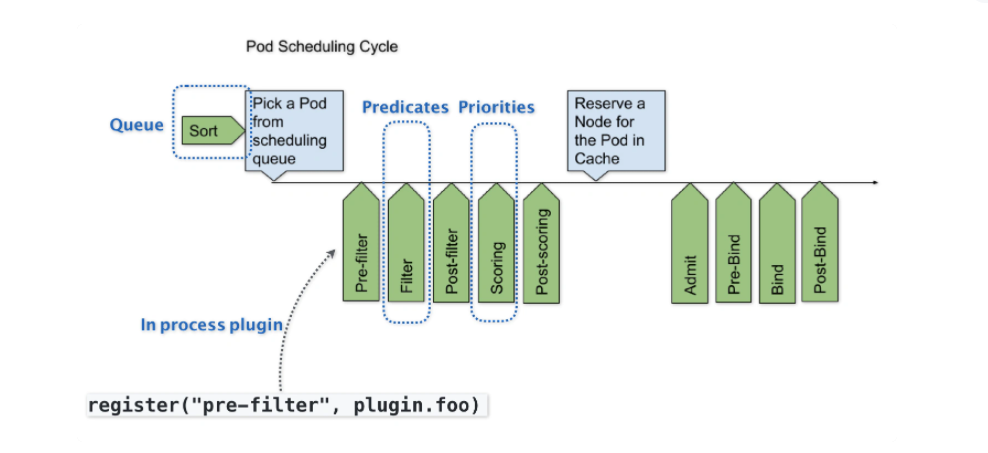 Pod Scheduling Cycle
Queue
Sort
Pick a Pod
from
scheduling
queue
Predicates
Priorities
Reserve a
Node for
the Pod in
Cache
Pre-filter
Filter
Post-filter
Scoring
Post-scoring
Admit
Pre-Bind
Bind
Post-Bind
In process plugin
register("pre-filter", plugin.foo)